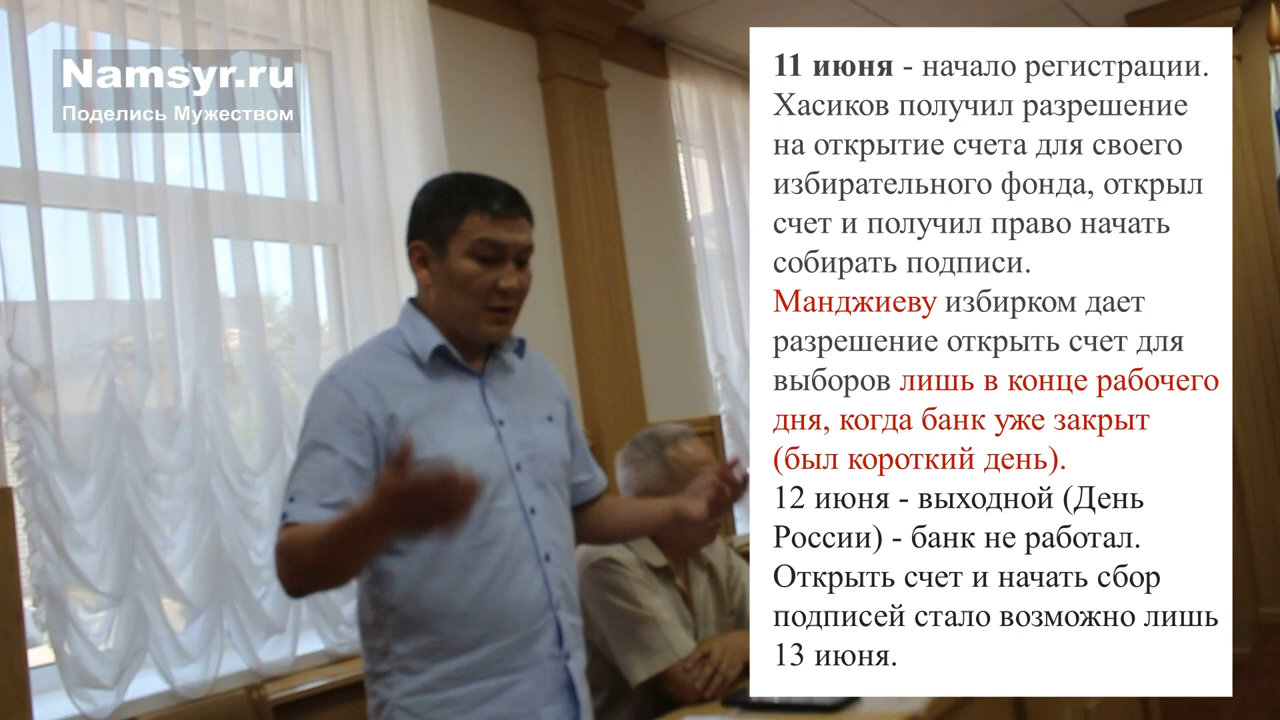 Namsyr.ru
Поделись Мужеством
11 июня - начало регистрации.
Хасиков получил разрешение
на открытие счета для своего
избирательного фонда, открыл
счет и получил право начать
собирать подписи.
Манджиеву избирком дает
разрешение открыть счет для
выборов лишь в конце рабочего
дня, когда банк уже закрыт
(был короткий день).
12 июня - выходной (День
России) - банк не работал.
Открыть счет и начать сбор
подписей стало возможно лишь
13 июня.